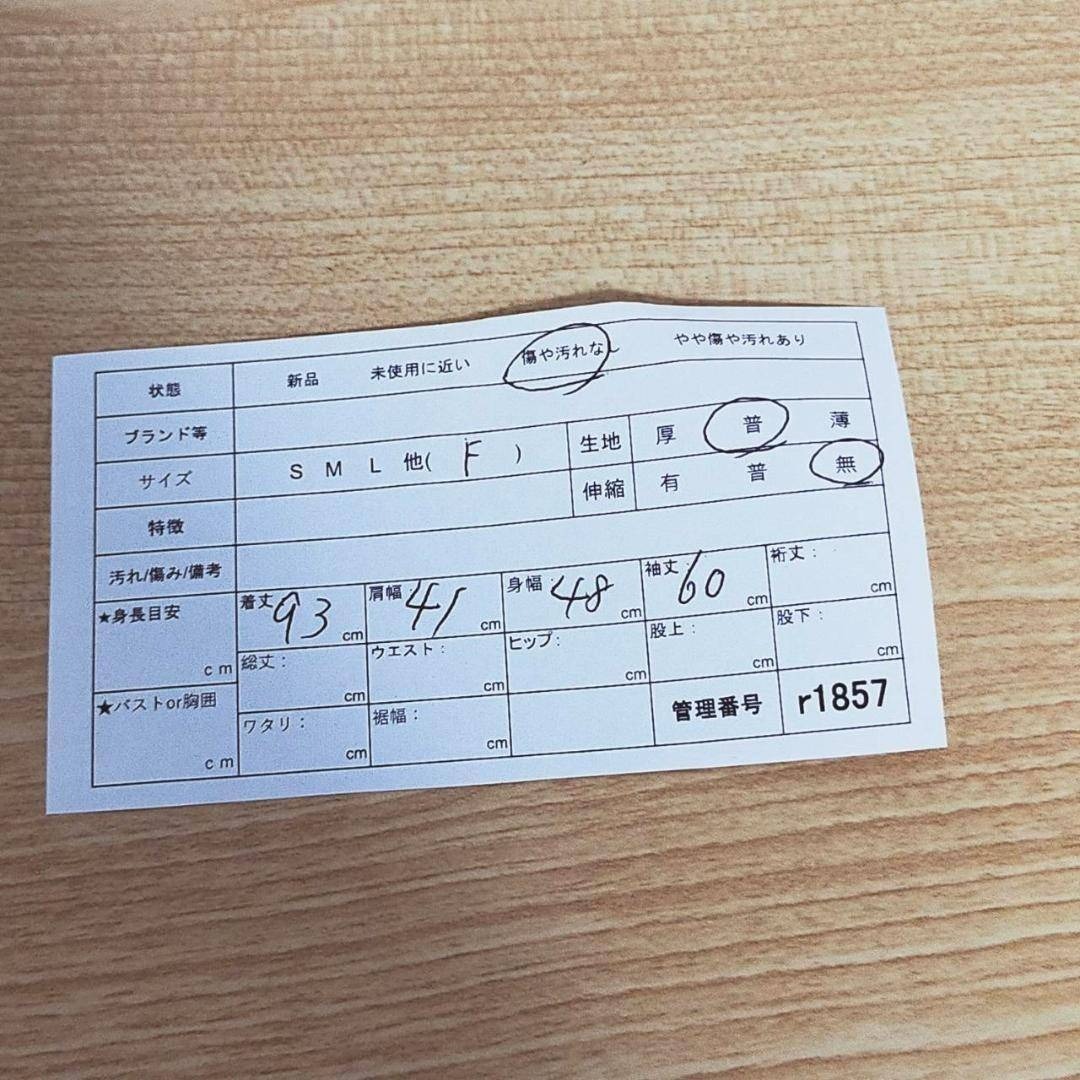 状態 新品 未使用に近い 傷や汚れなし やや傷や汚れあり
ブランド等
サイズ S M L 他( F ) 生地 厚 普 薄
特徴 伸縮 有 普 無
汚れ/傷み/備考
★身長目安 cm 着丈 93 cm 肩幅 41 cm 身幅: 48 cm 袖丈: 60 cm 裄丈: cm
総丈: cm ウエスト: cm ヒップ: cm 股上: cm 股下: cm
★バストor胸囲 cm ワタリ: cm 裾幅: cm 管理番号 r1857